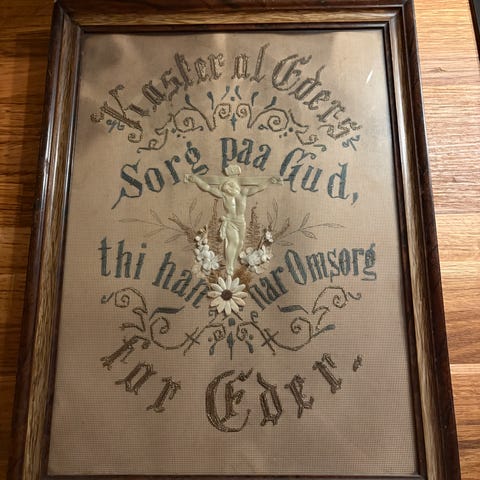 Kaster al Eders
Sorg paa Gud,
thi han har Omsorg
for Eder.